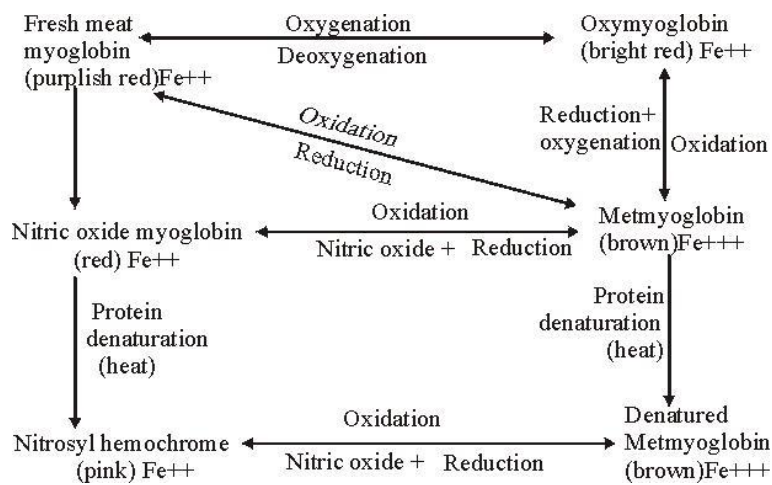 Fresh meat
myoglobin
(purplish red)Fe++
Oxygenation
Deoxygenation
Oxymyoglobin
(bright red) Fe++
Oxidation
Reduction
Reduction+
oxygenation
Oxidation
Nitric oxide myoglobin
(red) Fe++
Oxidation
Nitric oxide + Reduction
Metmyoglobin
(brown)Fe+++
Protein
denaturation
(heat)
Protein
denaturation
(heat)
Nitrosyl hemochrome
(pink) Fe++
Oxidation
Nitric oxide + Reduction
Denatured
Metmyoglobin
(brown)Fe+++